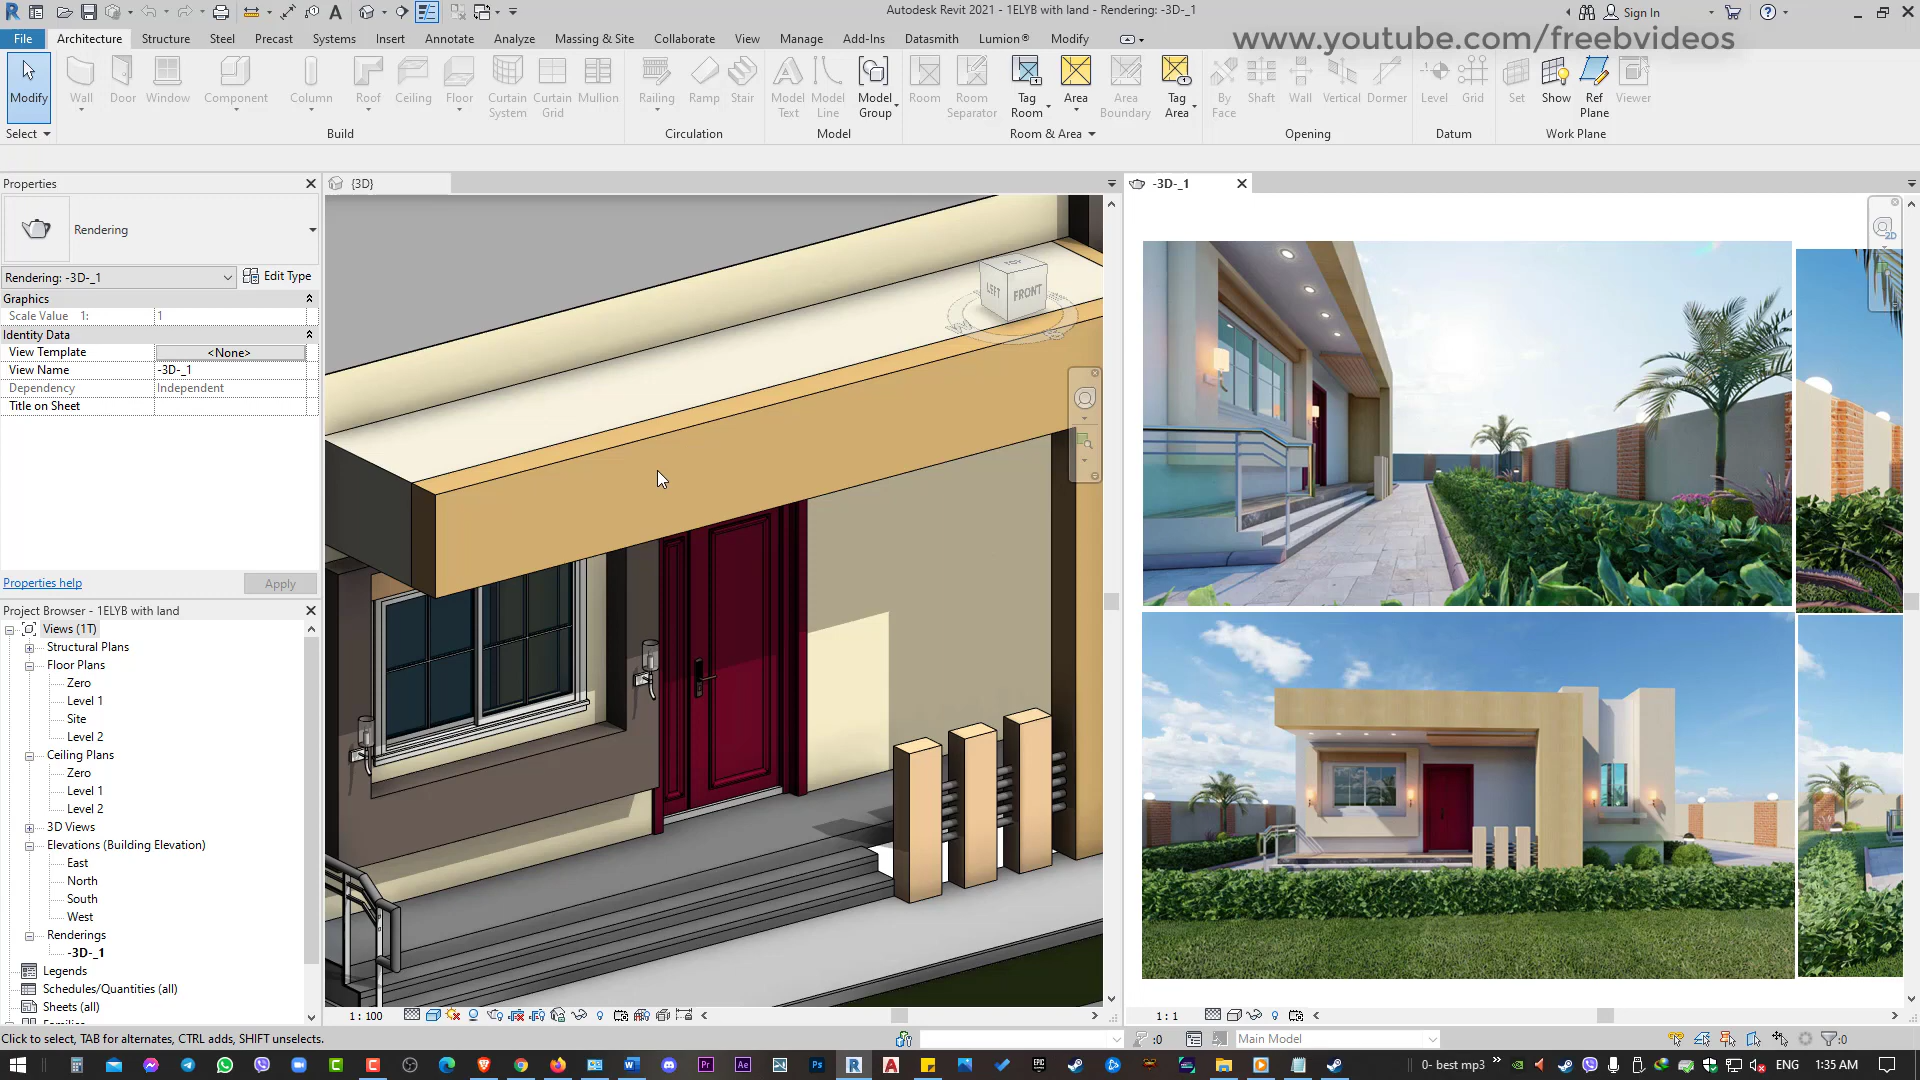 Autodesk Revit 2021 - 1ELYB with land - Rendering: -3D-_1
Sign In
File Architecture Structure Steel Precast Systems Insert Annotate Analyze Massing & Site Collaborate View Manage Add-Ins Datasmith Lumion® Modify
www.youtube.com/freebvideos
Modify Wall Door Window Component Column Roof Ceiling Floor Curtain System Curtain Grid Mullion Railing Ramp Stair Model Text Model Line Model Group Room Room Separator Tag Room Area Area Boundary Tag Area By Face Shaft Wall Vertical Dormer Level Grid Set Show Ref Plane Viewer
Select Build Circulation Model Room & Area Opening Datum Work Plane
Properties
{3D}
-3D-_1
Rendering
Rendering: -3D-_1
Edit Type
Graphics
Scale Value 1: 1
Identity Data
View Template <None>
View Name -3D-_1
Dependency Independent
Title on Sheet
Properties help
Apply
TOP
LEFT
FRONT
2D
Project Browser - 1ELYB with land
Views (1T)
Structural Plans
Floor Plans
Zero
Level 1
Site
Level 2
Ceiling Plans
Zero
Level 1
Level 2
3D Views
Elevations (Building Elevation)
East
North
South
West
Renderings
-3D-_1
Legends
Schedules/Quantities (all)
Sheets (all)
1 : 100
1 : 1
Click to select, TAB for alternates, CTRL adds, SHIFT unselects.
:0
Main Model
:0
0- best mp3
ENG
1:35 AM